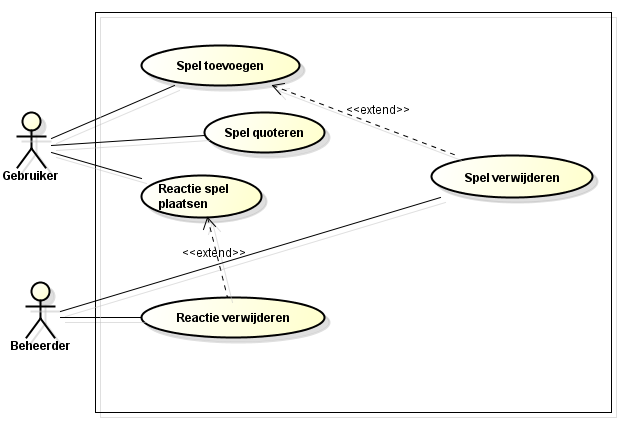 Spel toevoegen
<<extend>>
Spel quoteren
Gebruiker
Spel verwijderen
Reactie spel
plaatsen
<<extend>>
Reactie verwijderen
Beheerder